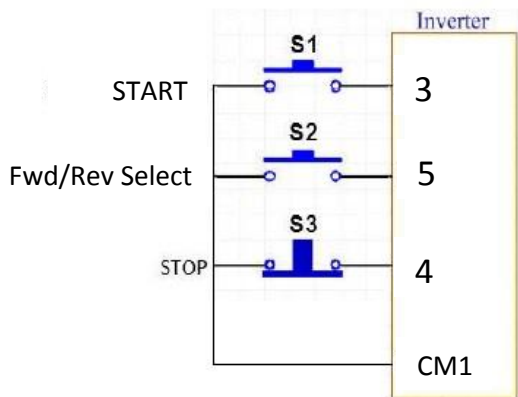 Inverter
S1
START
3
S2
Fwd/Rev Select
5
S3
STOP
4
CM1